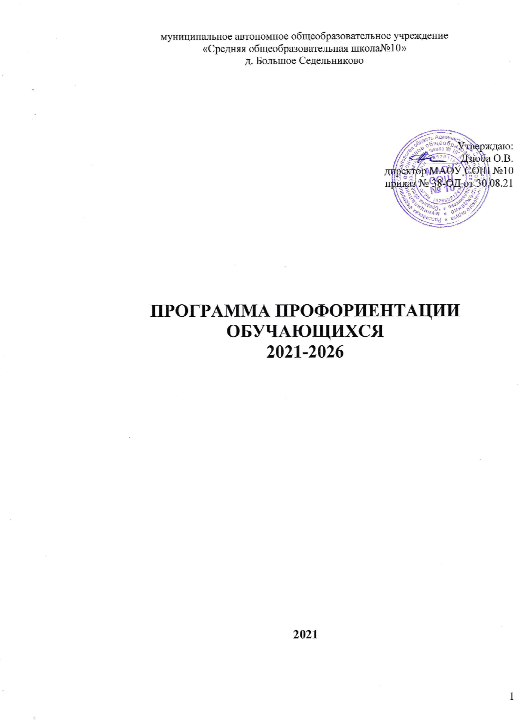 муниципальное автономное общеобразовательное учреждение
«Средняя общеобразовательная школа№10»
д. Большое Седельниково
Утверждаю:
Дзюба О.В.
директор МАОУ СОШ №10
приказ № 38-ОД от 30.08.21
ПРОГРАММА ПРОФОРИЕНТАЦИИ
ОБУЧАЮЩИХСЯ
2021-2026
2021
1